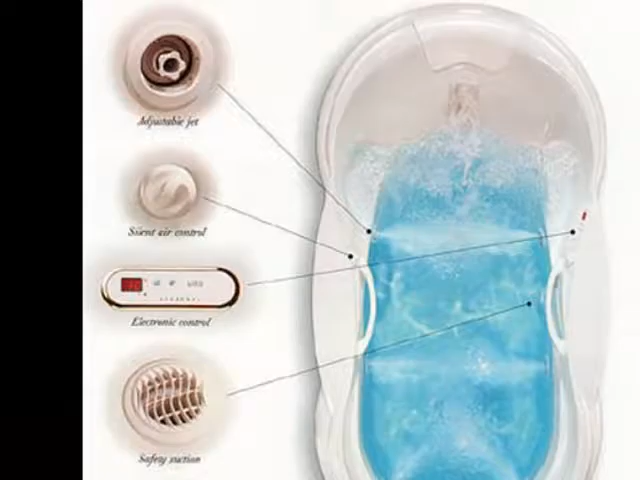 Adjustable jet
Silent air control
Electronic control
Safety suction